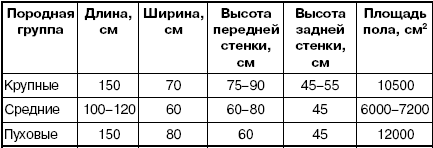 Породная группа | Длина, см | Ширина, см | Высота передней стенки, см | Высота задней стенки, см | Площадь пола, см²
Крупные | 150 | 70 | 75–90 | 45–55 | 10500
Средние | 100–120 | 60 | 60–80 | 45 | 6000–7200
Пуховые | 150 | 80 | 60 | 45 | 12000